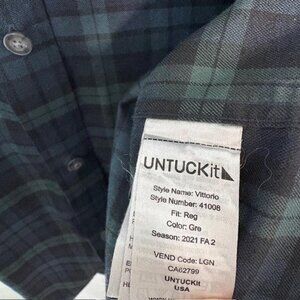 UNTUCKit
Style Name: Vittorio
Style Number: 41008
Fit: Reg
Color: Gre
Season: 2021 FA 2
VEND Code: LGN
CA62799
UNTUCKit
USA